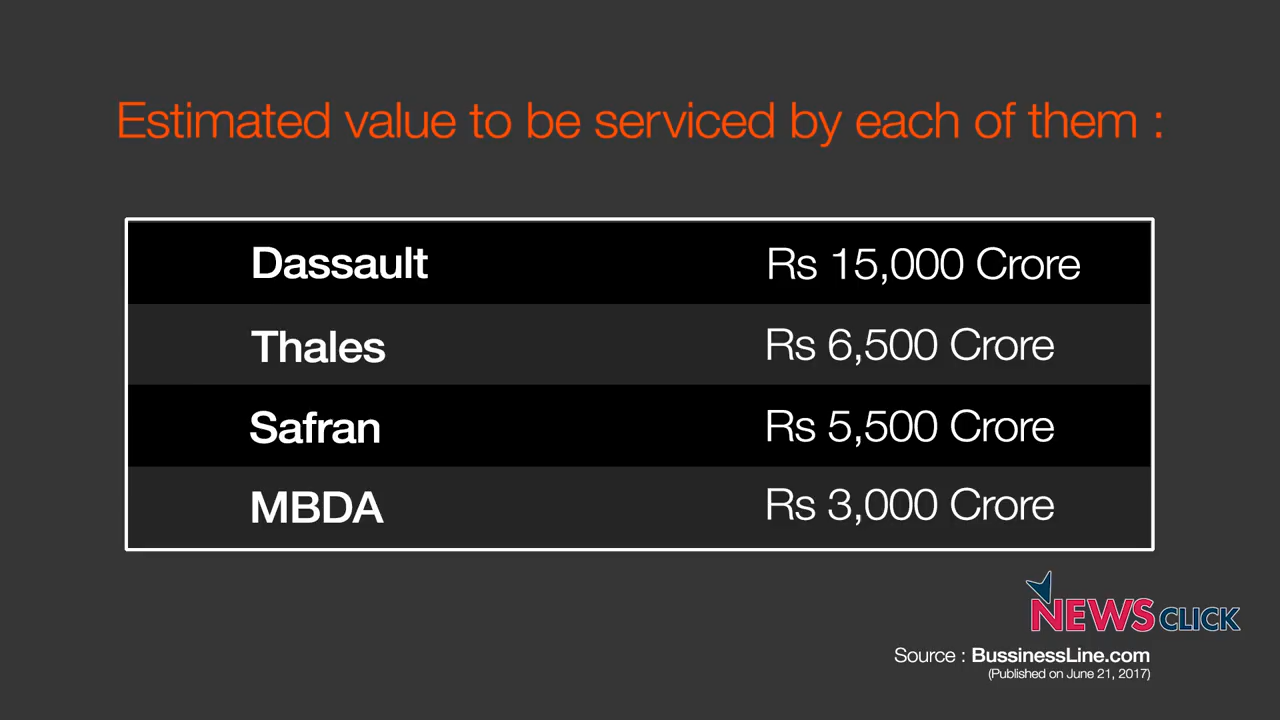 Estimated value to be serviced by each of them :
Dassault Rs 15,000 Crore
Thales Rs 6,500 Crore
Safran Rs 5,500 Crore
MBDA Rs 3,000 Crore
NEWSCLICK
Source : BussinessLine.com
(Published on June 21, 2017)